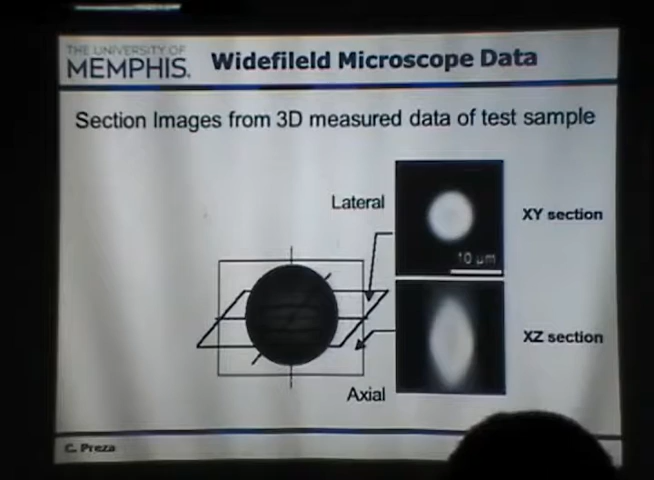 THE UNIVERSITY OF
MEMPHIS.
Widefileld Microscope Data
Section Images from 3D measured data of test sample
Lateral
XY section
10 µm
XZ section
Axial
C. Preza